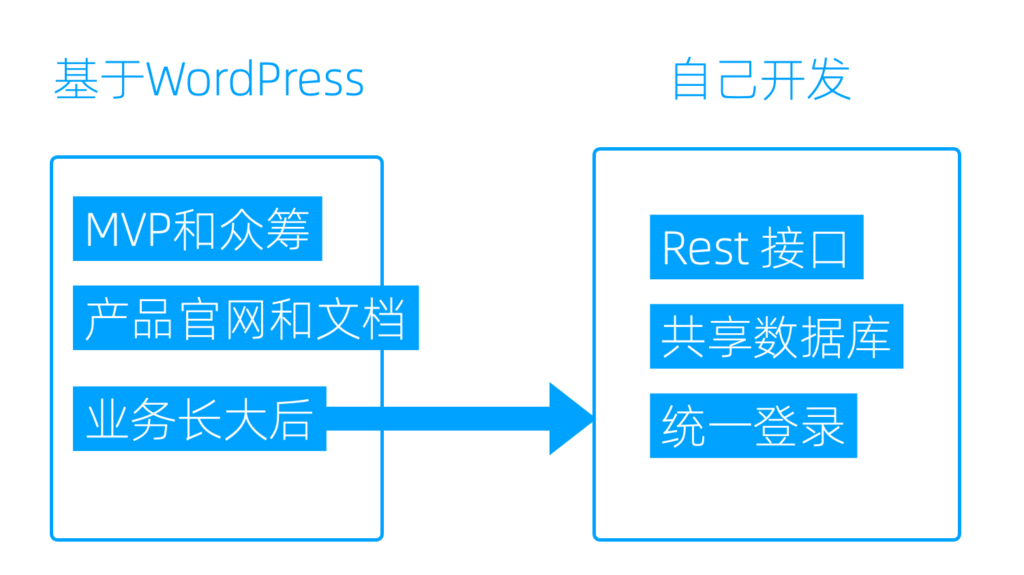 基于WordPress
MVP和众筹
产品官网和文档
业务长大后
自己开发
Rest 接口
共享数据库
统一登录